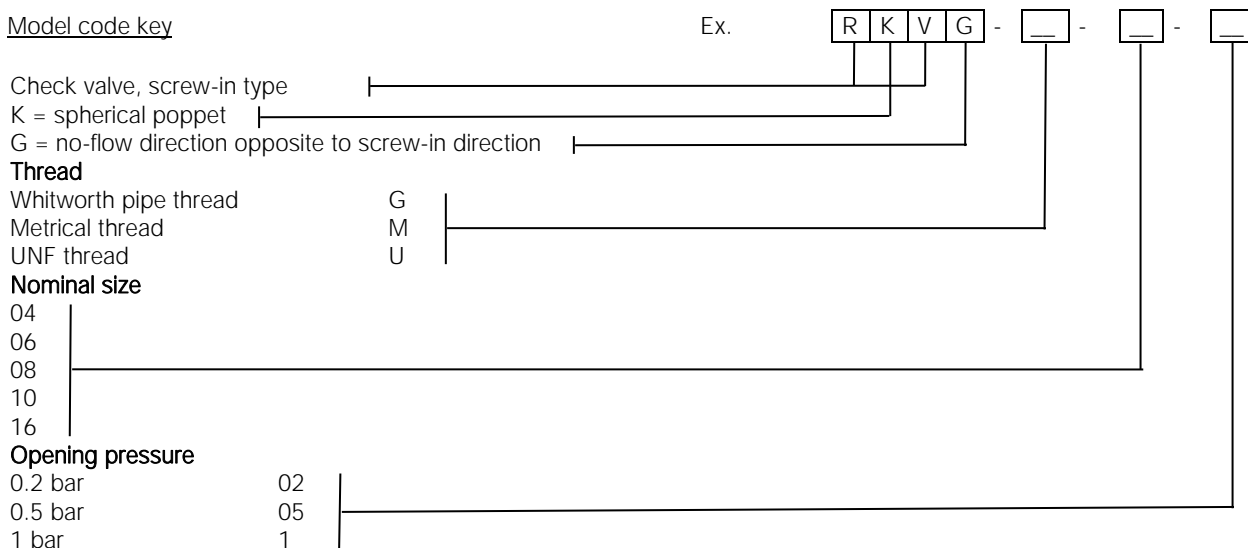 Model code key Ex. R K V G - __ - __ - __
Check valve, screw-in type
K = spherical poppet
G = no-flow direction opposite to screw-in direction
Thread
Whitworth pipe thread G
Metrical thread M
UNF thread U
Nominal size
04
06
08
10
16
Opening pressure
0.2 bar 02
0.5 bar 05
1 bar 1